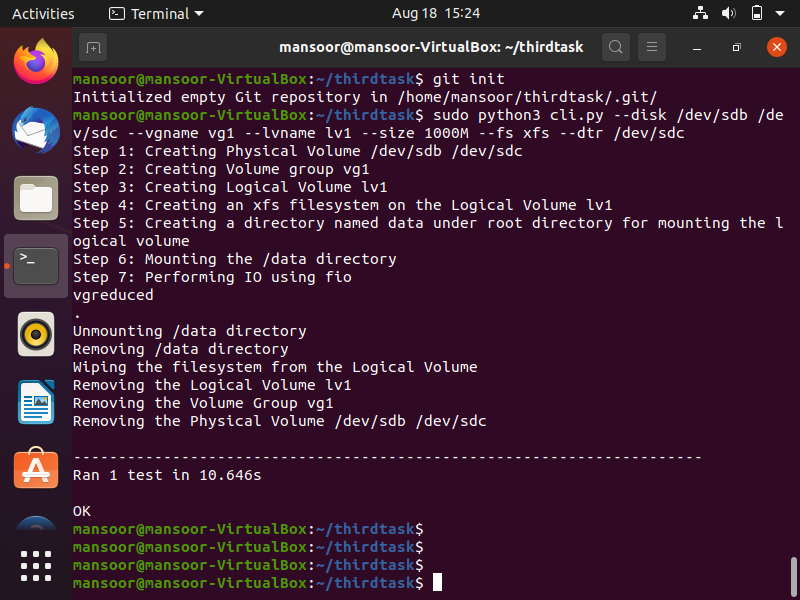 Activities
Terminal
Aug 18 15:24
mansoor@mansoor-VirtualBox: ~/thirdtask
mansoor@mansoor-VirtualBox:~/thirdtask$ git init
Initialized empty Git repository in /home/mansoor/thirdtask/.git/
mansoor@mansoor-VirtualBox:~/thirdtask$ sudo python3 cli.py --disk /dev/sdb /de
v/sdc --vgname vg1 --lvname lv1 --size 1000M --fs xfs --dtr /dev/sdc
Step 1: Creating Physical Volume /dev/sdb /dev/sdc
Step 2: Creating Volume group vg1
Step 3: Creating Logical Volume lv1
Step 4: Creating an xfs filesystem on the Logical Volume lv1
Step 5: Creating a directory named data under root directory for mounting the l
ogical volume
Step 6: Mounting the /data directory
Step 7: Performing IO using fio
vgreduced
.
Unmounting /data directory
Removing /data directory
Wiping the filesystem from the Logical Volume
Removing the Logical Volume lv1
Removing the Volume Group vg1
Removing the Physical Volume /dev/sdb /dev/sdc
----------------------------------------------------------------------
Ran 1 test in 10.646s
OK
mansoor@mansoor-VirtualBox:~/thirdtask$
mansoor@mansoor-VirtualBox:~/thirdtask$
mansoor@mansoor-VirtualBox:~/thirdtask$
mansoor@mansoor-VirtualBox:~/thirdtask$